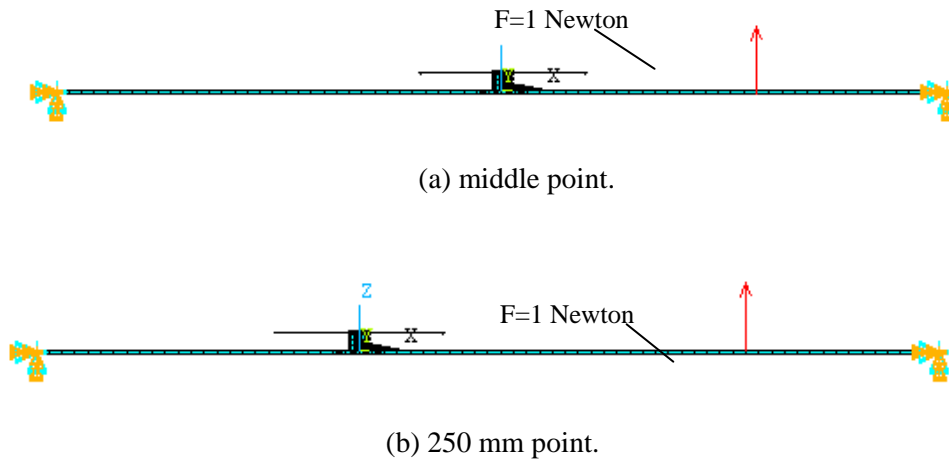 F=1 Newton
Y X
(a) middle point.
Z
F=1 Newton
Y X
(b) 250 mm point.